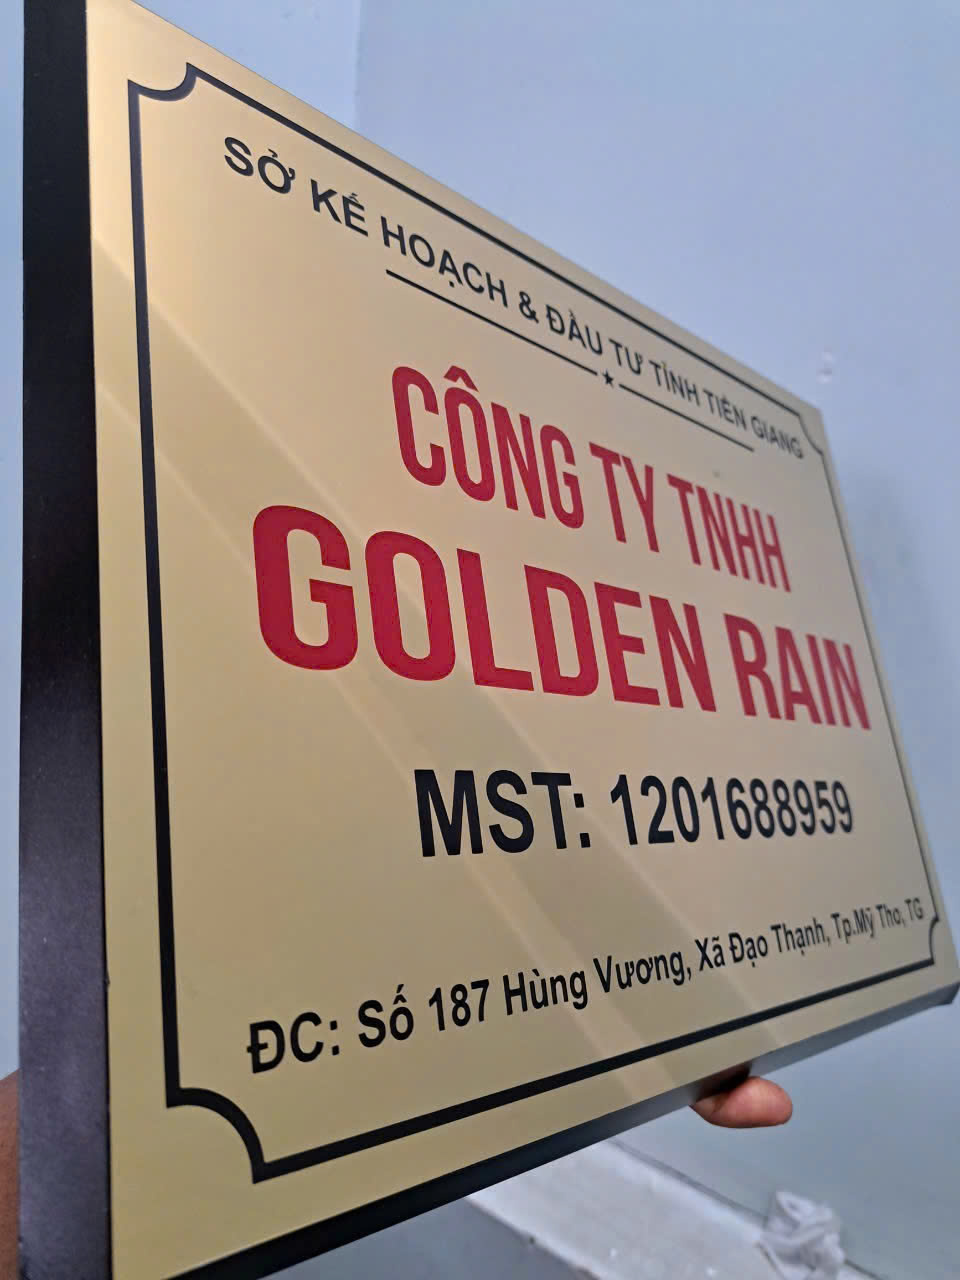 SỞ KẾ HOẠCH & ĐẦU TƯ TỈNH TIỀN GIANG
CÔNG TY TNHH
GOLDEN RAIN
MST: 1201688959
ĐC: Số 187 Hùng Vương, Xã Đạo Thạnh, Tp.Mỹ Tho, TG